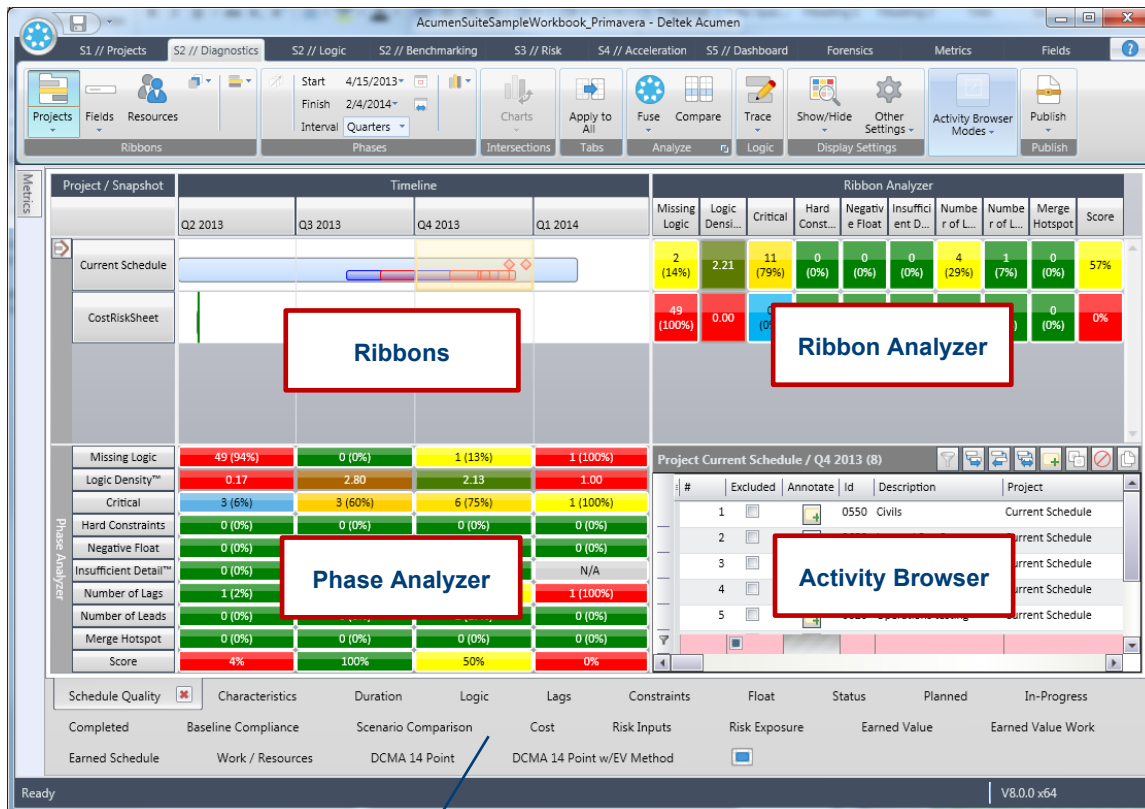 AcumenSuiteSampleWorkbook_Primavera - Deltek Acumen
S1 // Projects S2 // Diagnostics S2 // Logic S2 // Benchmarking S3 // Risk S4 // Acceleration S5 // Dashboard Forensics Metrics Fields
Start 4/15/2013
Finish 2/4/2014
Interval Quarters
Projects Fields Resources Charts Apply to All Fuse Compare Trace Show/Hide Other Settings Activity Browser Modes Publish
Ribbons Phases Intersections Tabs Analyze Logic Display Settings Publish
Metrics
Project / Snapshot Timeline Ribbon Analyzer
Q2 2013 Q3 2013 Q4 2013 Q1 2014 Missing Logic Logic Densi... Critical Hard Const... Negativ e Float Insuffici ent D... Numbe r of L... Numbe r of L... Merge Hotspot Score
Current Schedule 2 (14%) 2.21 11 (79%) 0 (0%) 0 (0%) 0 (0%) 4 (29%) 1 (7%) 0 (0%) 57%
CostRiskSheet 49 (100%) 0.00 0 (0%) 0%
Ribbons
Ribbon Analyzer
Phase Analyzer
Missing Logic 49 (94%) 0 (0%) 1 (13%) 1 (100%)
Logic Density™ 0.17 2.80 2.13 1.00
Critical 3 (6%) 3 (60%) 6 (75%) 1 (100%)
Hard Constraints 0 (0%) 0 (0%) 0 (0%) 0 (0%)
Negative Float 0 (0%) 0 (0%)
Insufficient Detail™ 0 (0%) N/A
Number of Lags 1 (2%) 1 (100%)
Number of Leads 0 (0%)
Merge Hotspot 0 (0%) 0 (0%) 0 (0%) 0 (0%)
Score 4% 100% 50% 0%
Phase Analyzer
Project Current Schedule / Q4 2013 (8)
# Excluded Annotate Id Description Project
1 0550 Civils Current Schedule
2 Current Schedule
3 Current Schedule
4 Current Schedule
5 Current Schedule
Activity Browser
Schedule Quality Characteristics Duration Logic Lags Constraints Float Status Planned In-Progress
Completed Baseline Compliance Scenario Comparison Cost Risk Inputs Risk Exposure Earned Value Earned Value Work
Earned Schedule Work / Resources DCMA 14 Point DCMA 14 Point w/EV Method
Ready V8.0.0 x64